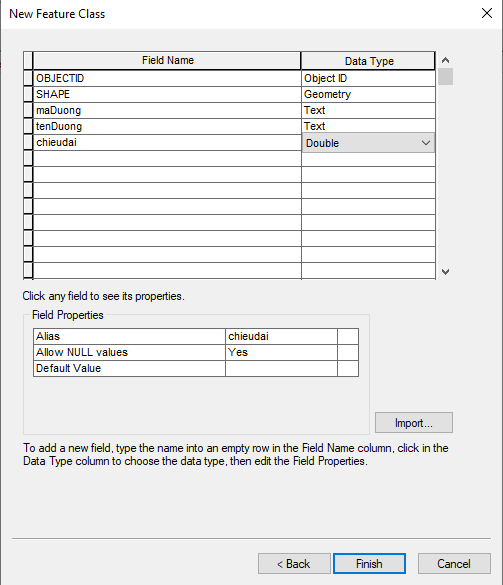 New Feature Class
Field Name Data Type
OBJECTID Object ID
SHAPE Geometry
maDuong Text
tenDuong Text
chieudai Double
Click any field to see its properties.
Field Properties
Alias chieudai
Allow NULL values Yes
Default Value
Import...
To add a new field, type the name into an empty row in the Field Name column, click in the
Data Type column to choose the data type, then edit the Field Properties.
< Back Finish Cancel